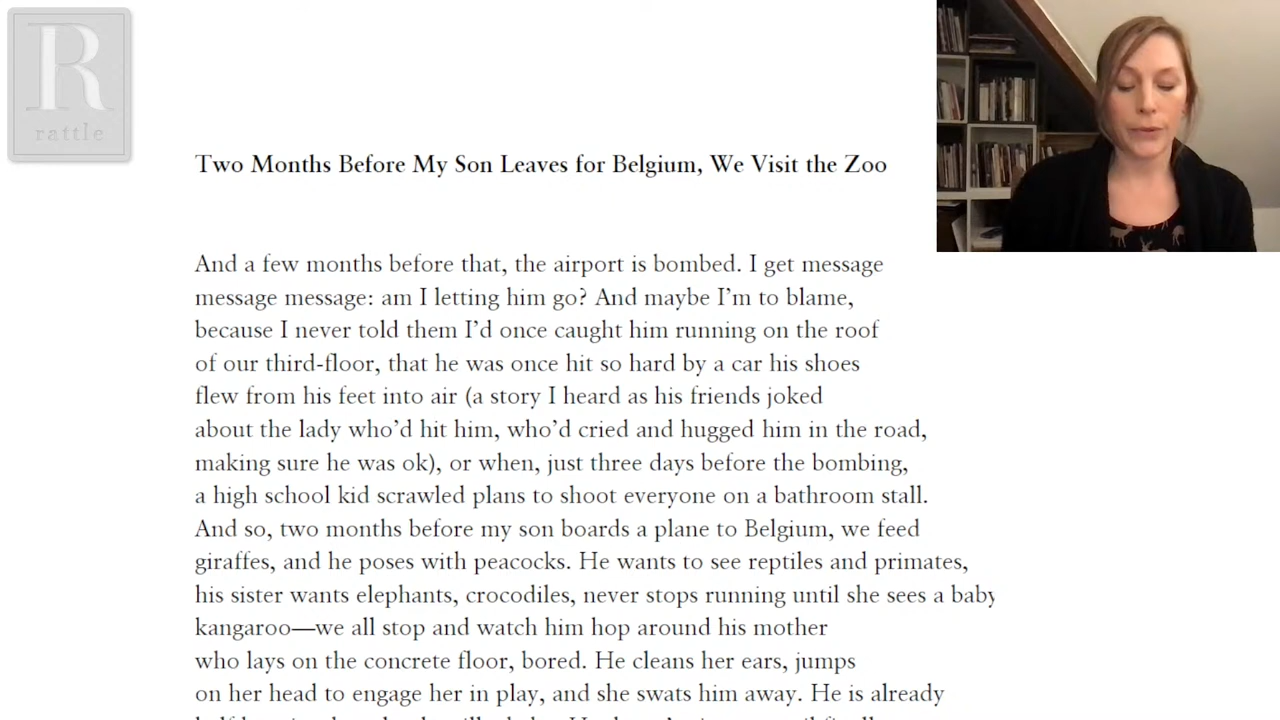 R
rattle
Two Months Before My Son Leaves for Belgium, We Visit the Zoo
And a few months before that, the airport is bombed. I get message
message message: am I letting him go? And maybe I’m to blame,
because I never told them I’d once caught him running on the roof
of our third-floor, that he was once hit so hard by a car his shoes
flew from his feet into air (a story I heard as his friends joked
about the lady who’d hit him, who’d cried and hugged him in the road,
making sure he was ok), or when, just three days before the bombing,
a high school kid scrawled plans to shoot everyone on a bathroom stall.
And so, two months before my son boards a plane to Belgium, we feed
giraffes, and he poses with peacocks. He wants to see reptiles and primates,
his sister wants elephants, crocodiles, never stops running until she sees a baby
kangaroo—we all stop and watch him hop around his mother
who lays on the concrete floor, bored. He cleans her ears, jumps
on her head to engage her in play, and she swats him away. He is already